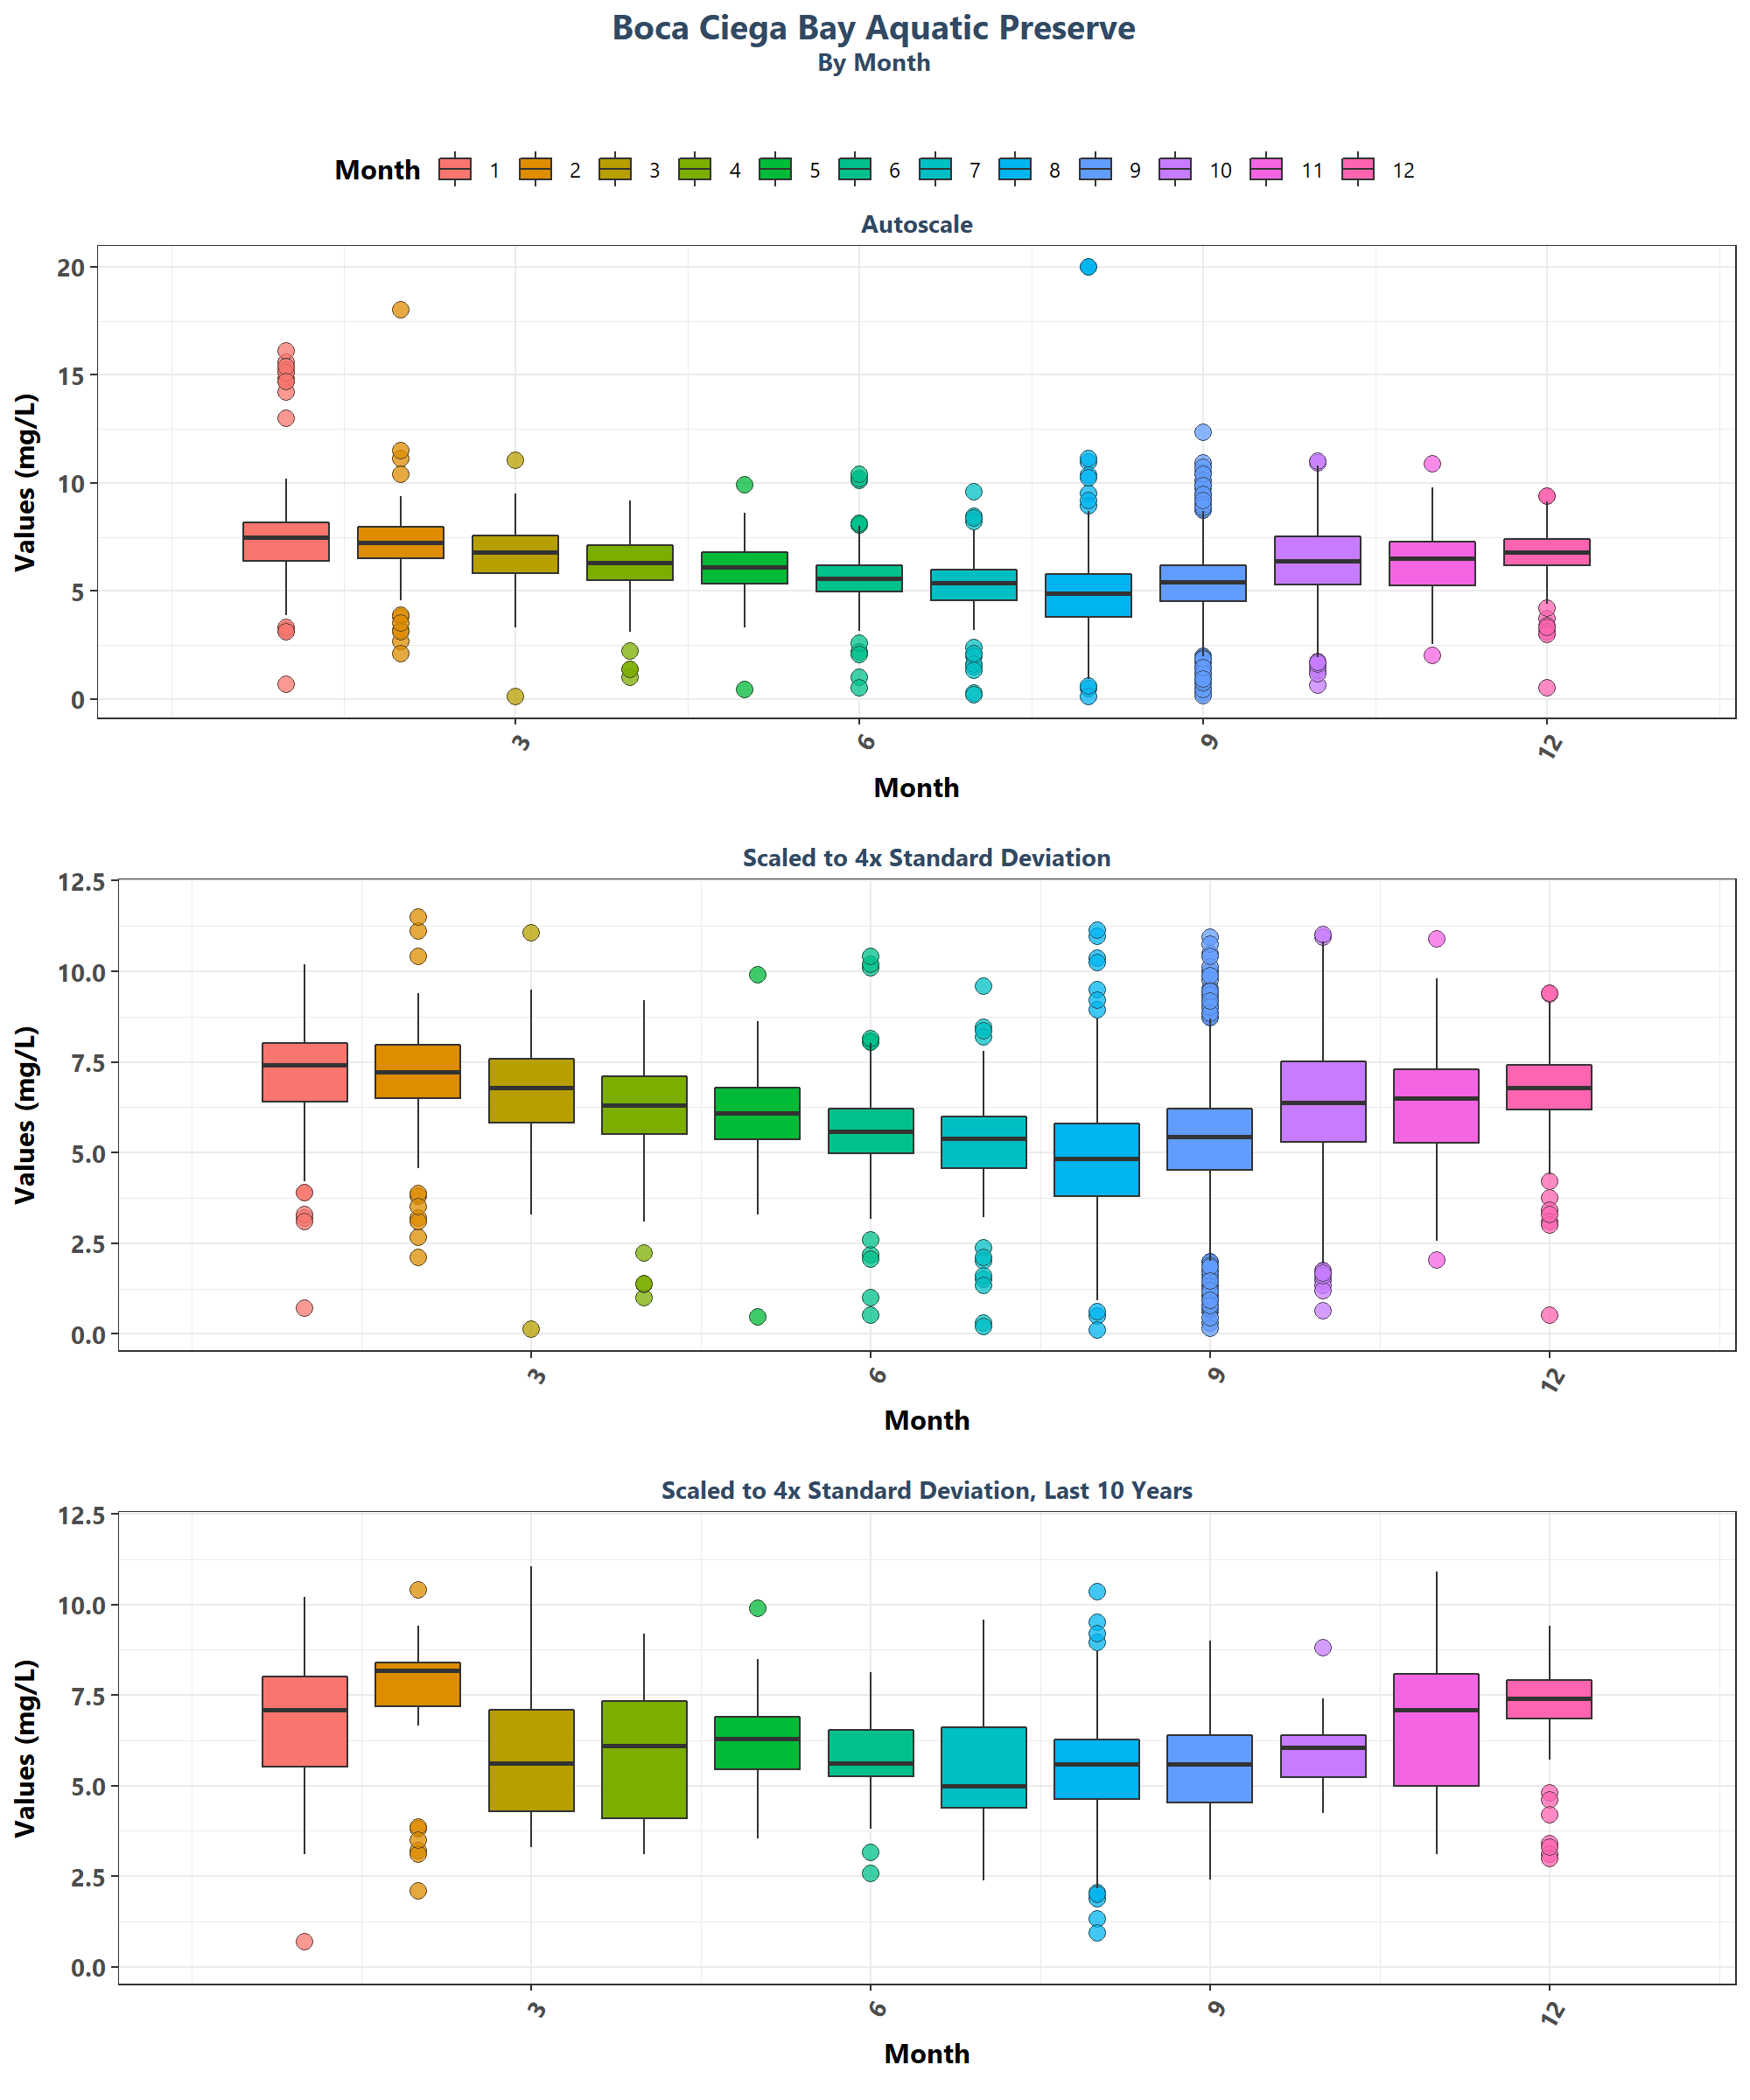 Boca Ciega Bay Aquatic Preserve
By Month
Month 1 2 3 4 5 6 7 8 9 10 11 12
Autoscale
Values (mg/L)
20
15
10
5
0
3 6 9 12
Month
Scaled to 4x Standard Deviation
Values (mg/L)
12.5
10.0
7.5
5.0
2.5
0.0
3 6 9 12
Month
Scaled to 4x Standard Deviation, Last 10 Years
Values (mg/L)
12.5
10.0
7.5
5.0
2.5
0.0
3 6 9 12
Month